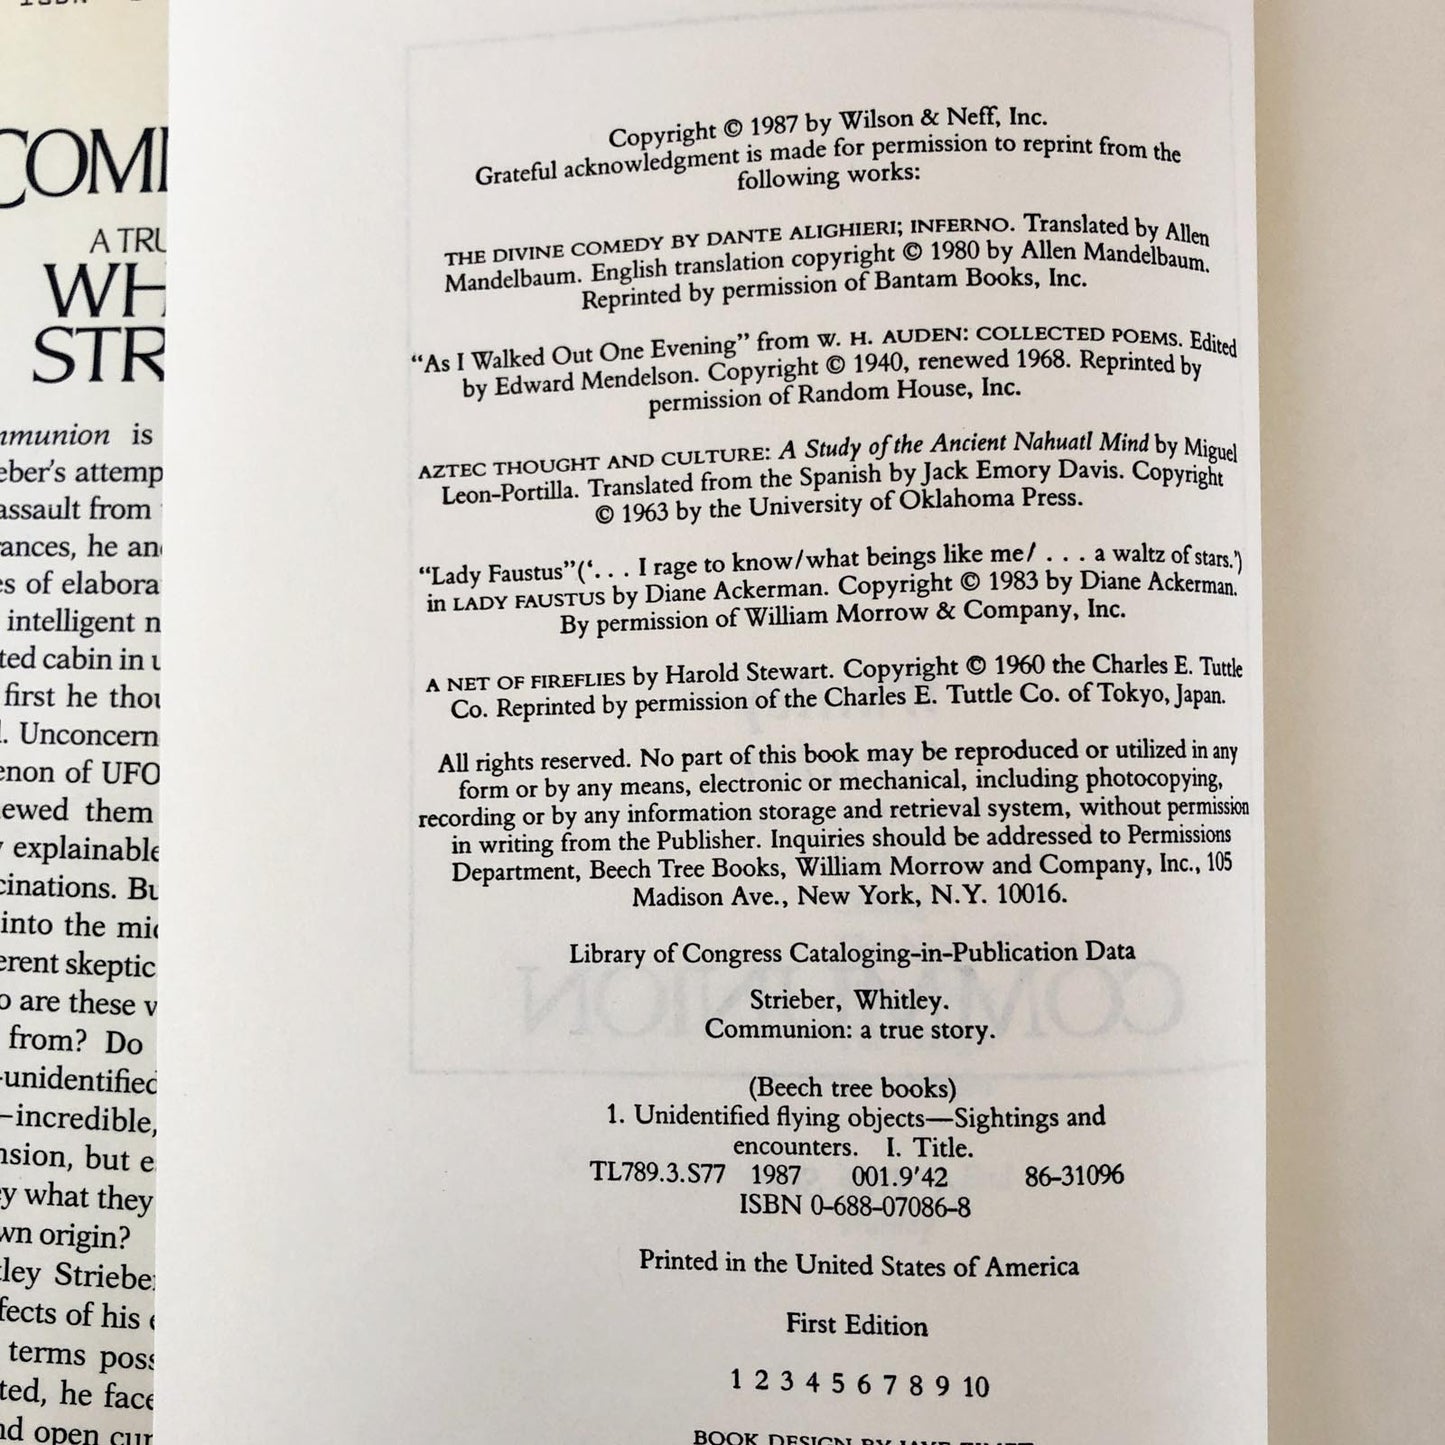 ISBN
COM
A TRU
WH
STR
mmunion is
eber's attemp
assault from
rances, he an
es of elabora
intelligent n
ted cabin in u
first he thou
l. Unconcern
enon of UFO
ewed them
y explainable
cinations. Bu
into the mid
erent skeptic
o are these v
from? Do
-unidentified
—incredible,
nsion, but e
y what they
wn origin?
tley Strieber
fects of his e
terms poss
ted, he face
nd open cur
Copyright © 1987 by Wilson & Neff, Inc.
Grateful acknowledgment is made for permission to reprint from the
following works:
THE DIVINE COMEDY BY DANTE ALIGHIERI; INFERNO. Translated by Allen
Mandelbaum. English translation copyright © 1980 by Allen Mandelbaum.
Reprinted by permission of Bantam Books, Inc.
“As I Walked Out One Evening” from W. H. AUDEN: COLLECTED POEMS. Edited
by Edward Mendelson. Copyright © 1940, renewed 1968. Reprinted by
permission of Random House, Inc.
AZTEC THOUGHT AND CULTURE: A Study of the Ancient Nahuatl Mind by Miguel
Leon-Portilla. Translated from the Spanish by Jack Emory Davis. Copyright
© 1963 by the University of Oklahoma Press.
“Lady Faustus”(‘. . . I rage to know/what beings like me/ . . . a waltz of stars.’)
in LADY FAUSTUS by Diane Ackerman. Copyright © 1983 by Diane Ackerman.
By permission of William Morrow & Company, Inc.
A NET OF FIREFLIES by Harold Stewart. Copyright © 1960 the Charles E. Tuttle
Co. Reprinted by permission of the Charles E. Tuttle Co. of Tokyo, Japan.
All rights reserved. No part of this book may be reproduced or utilized in any
form or by any means, electronic or mechanical, including photocopying,
recording or by any information storage and retrieval system, without permission
in writing from the Publisher. Inquiries should be addressed to Permissions
Department, Beech Tree Books, William Morrow and Company, Inc., 105
Madison Ave., New York, N.Y. 10016.
Library of Congress Cataloging-in-Publication Data
Strieber, Whitley.
Communion: a true story.
(Beech tree books)
1. Unidentified flying objects—Sightings and
encounters. I. Title.
TL789.3.S77 1987 001.9′42 86-31096
ISBN 0-688-07086-8
Printed in the United States of America
First Edition
1 2 3 4 5 6 7 8 9 10
BOOK DESIGN BY